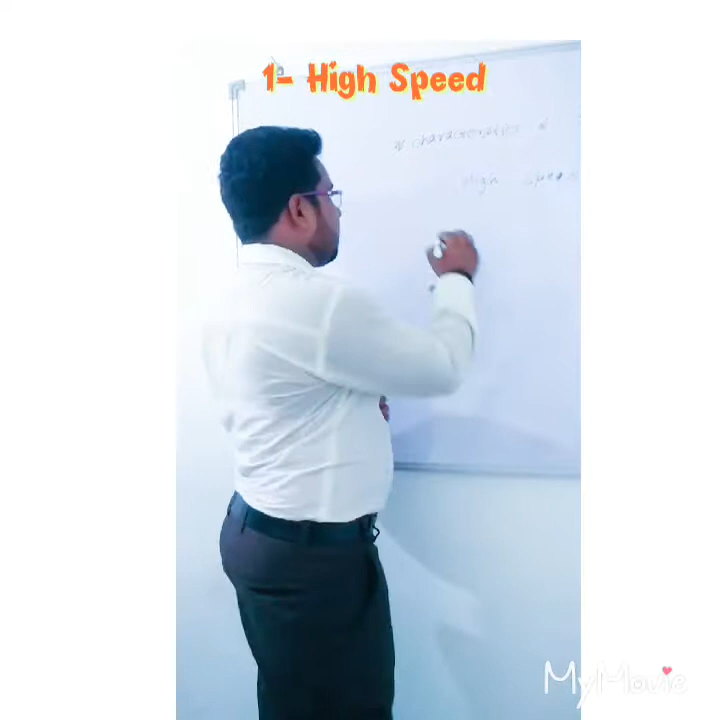 1- High Speed
characteristics of
High speed
MyMovie